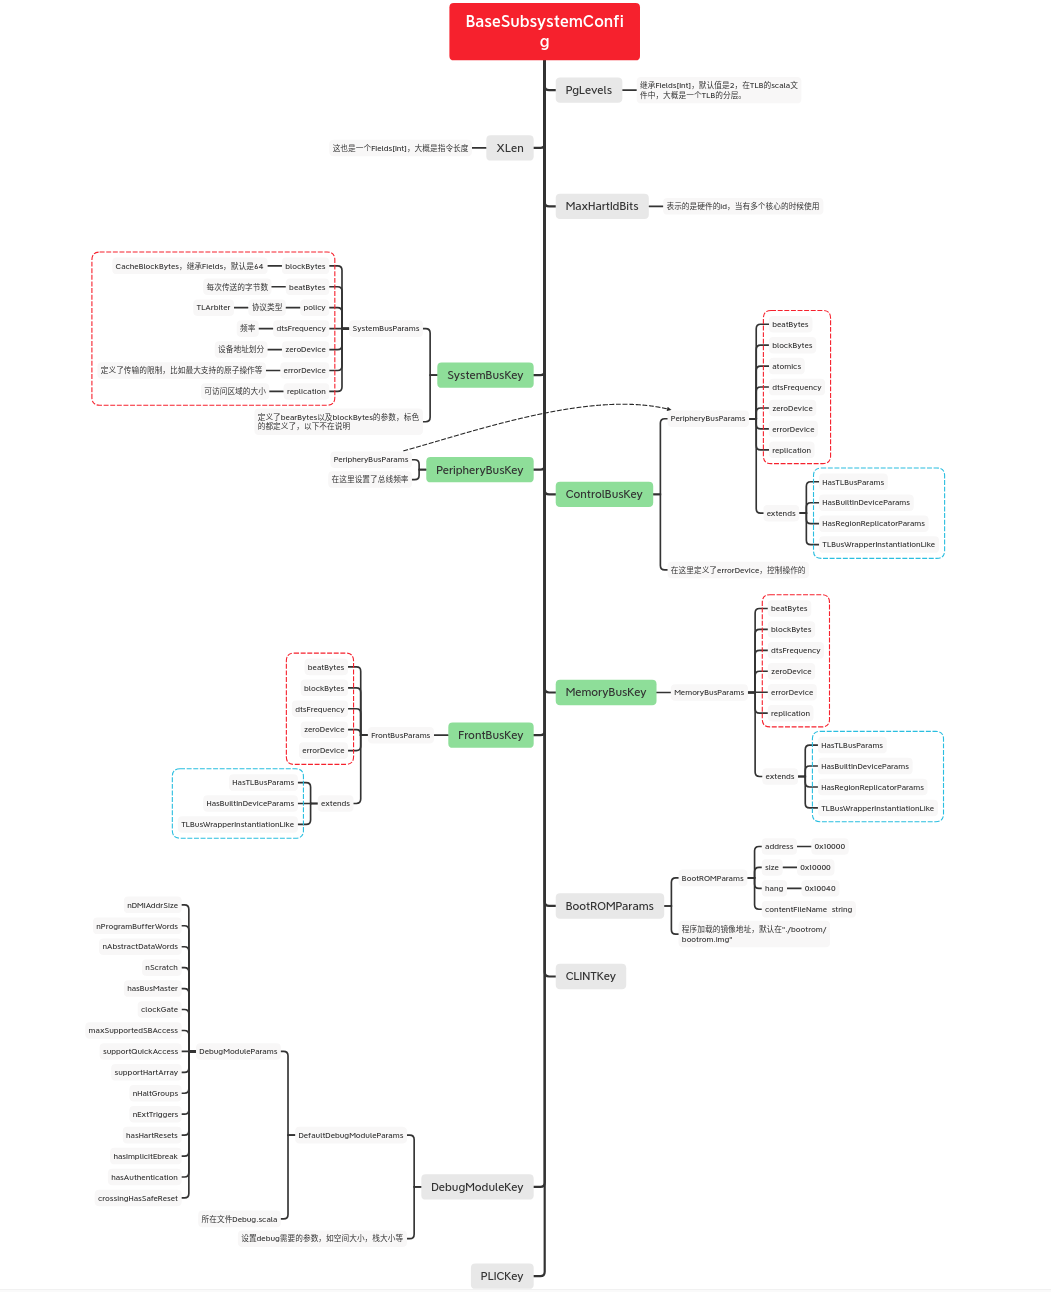 BaseSubsystemConfi
g
PgLevels
继承Fields[Int]，默认值是2，在TLB的scala文
件中，大概是一个TLB的分层。
这也是一个Fields[Int]，大概是指令长度
XLen
MaxHartIdBits
表示的是硬件的id，当有多个核心的时候使用
CacheBlockBytes，继承Fields，默认是64
blockBytes
每次传送的字节数
beatBytes
TLArbiter
协议类型
policy
频率
dtsFrequency
设备地址划分
zeroDevice
定义了传输的限制，比如最大支持的原子操作等
errorDevice
可访问区域的大小
replication
SystemBusParams
SystemBusKey
定义了bearBytes以及blockBytes的参数，标色
的都定义了，以下不在说明
PeripheryBusParams
在这里设置了总线频率
PeripheryBusKey
ControlBusKey
PeripheryBusParams
beatBytes
blockBytes
atomics
dtsFrequency
zeroDevice
errorDevice
replication
extends
HasTLBusParams
HasBuiltInDeviceParams
HasRegionReplicatorParams
TLBusWrapperInstantiationLike
在这里定义了errorDevice，控制操作的
MemoryBusKey
MemoryBusParams
beatBytes
blockBytes
dtsFrequency
zeroDevice
errorDevice
replication
extends
HasTLBusParams
HasBuiltInDeviceParams
HasRegionReplicatorParams
TLBusWrapperInstantiationLike
beatBytes
blockBytes
dtsFrequency
zeroDevice
errorDevice
FrontBusParams
FrontBusKey
HasTLBusParams
HasBuiltInDeviceParams
TLBusWrapperInstantiationLike
extends
BootROMParams
BootROMParams
address
0x10000
size
0x10000
hang
0x10040
contentFileName string
程序加载的镜像地址，默认在"./bootrom/
bootrom.img"
CLINTKey
nDMIAddrSize
nProgramBufferWords
nAbstractDataWords
nScratch
hasBusMaster
clockGate
maxSupportedSBAccess
supportQuickAccess
supportHartArray
nHaltGroups
nExtTriggers
hasHartResets
hasImplicitEbreak
hasAuthentication
crossingHasSafeReset
DebugModuleParams
所在文件Debug.scala
DefaultDebugModuleParams
设置debug需要的参数，如空间大小，栈大小等
DebugModuleKey
PLICKey